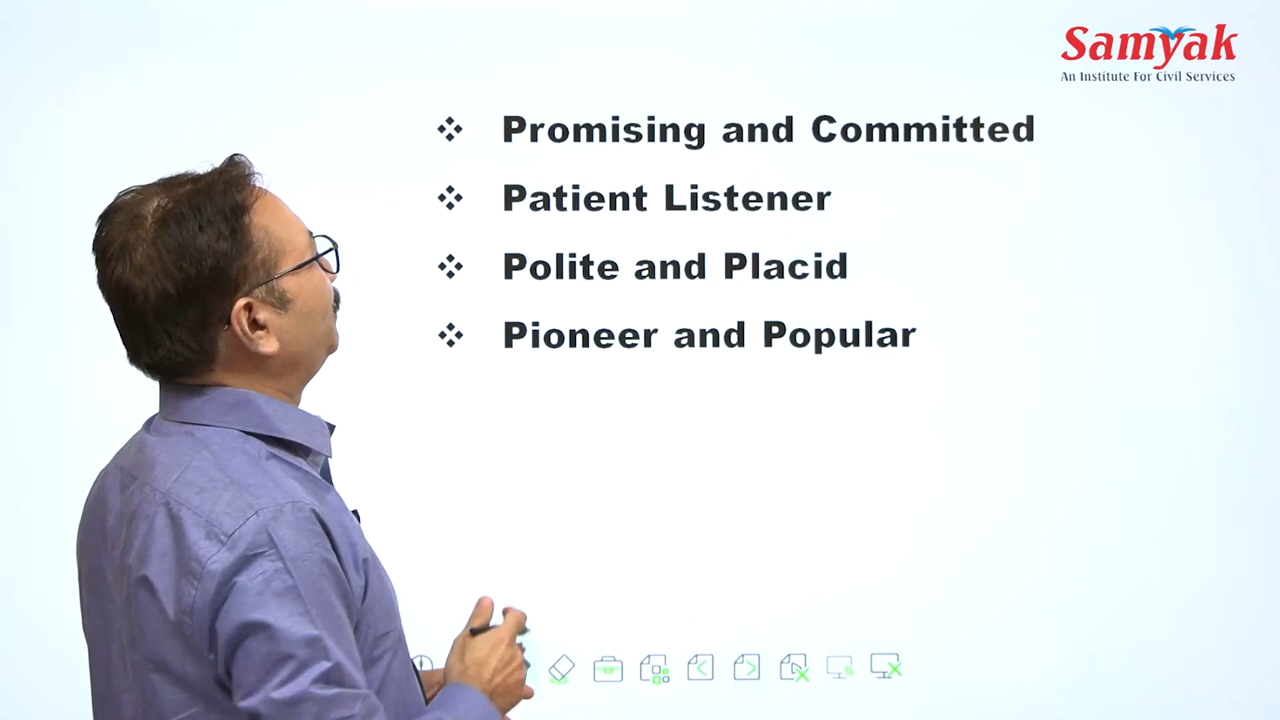 Samyak
An Institute For Civil Services
Promising and Committed
Patient Listener
Polite and Placid
Pioneer and Popular